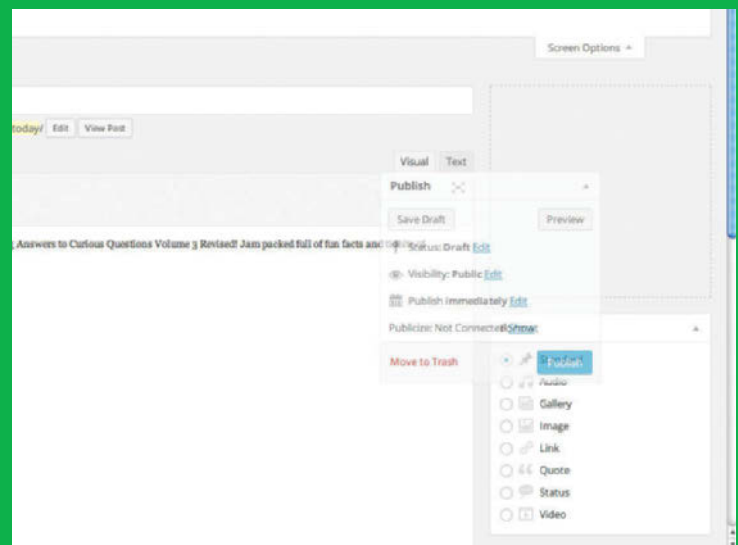 Screen Options
today/ Edit View Post
Visual Text
Publish
Save Draft Preview
Answers to Curious Questions Volume 3 Revised! Jam packed full of fun facts and
Status: Draft Edit
Visibility: Public Edit
Publish immediately Edit
Publicize: Not Connected Show
Move to Trash Publish
Standard
Audio
Gallery
Image
Link
Quote
Status
Video